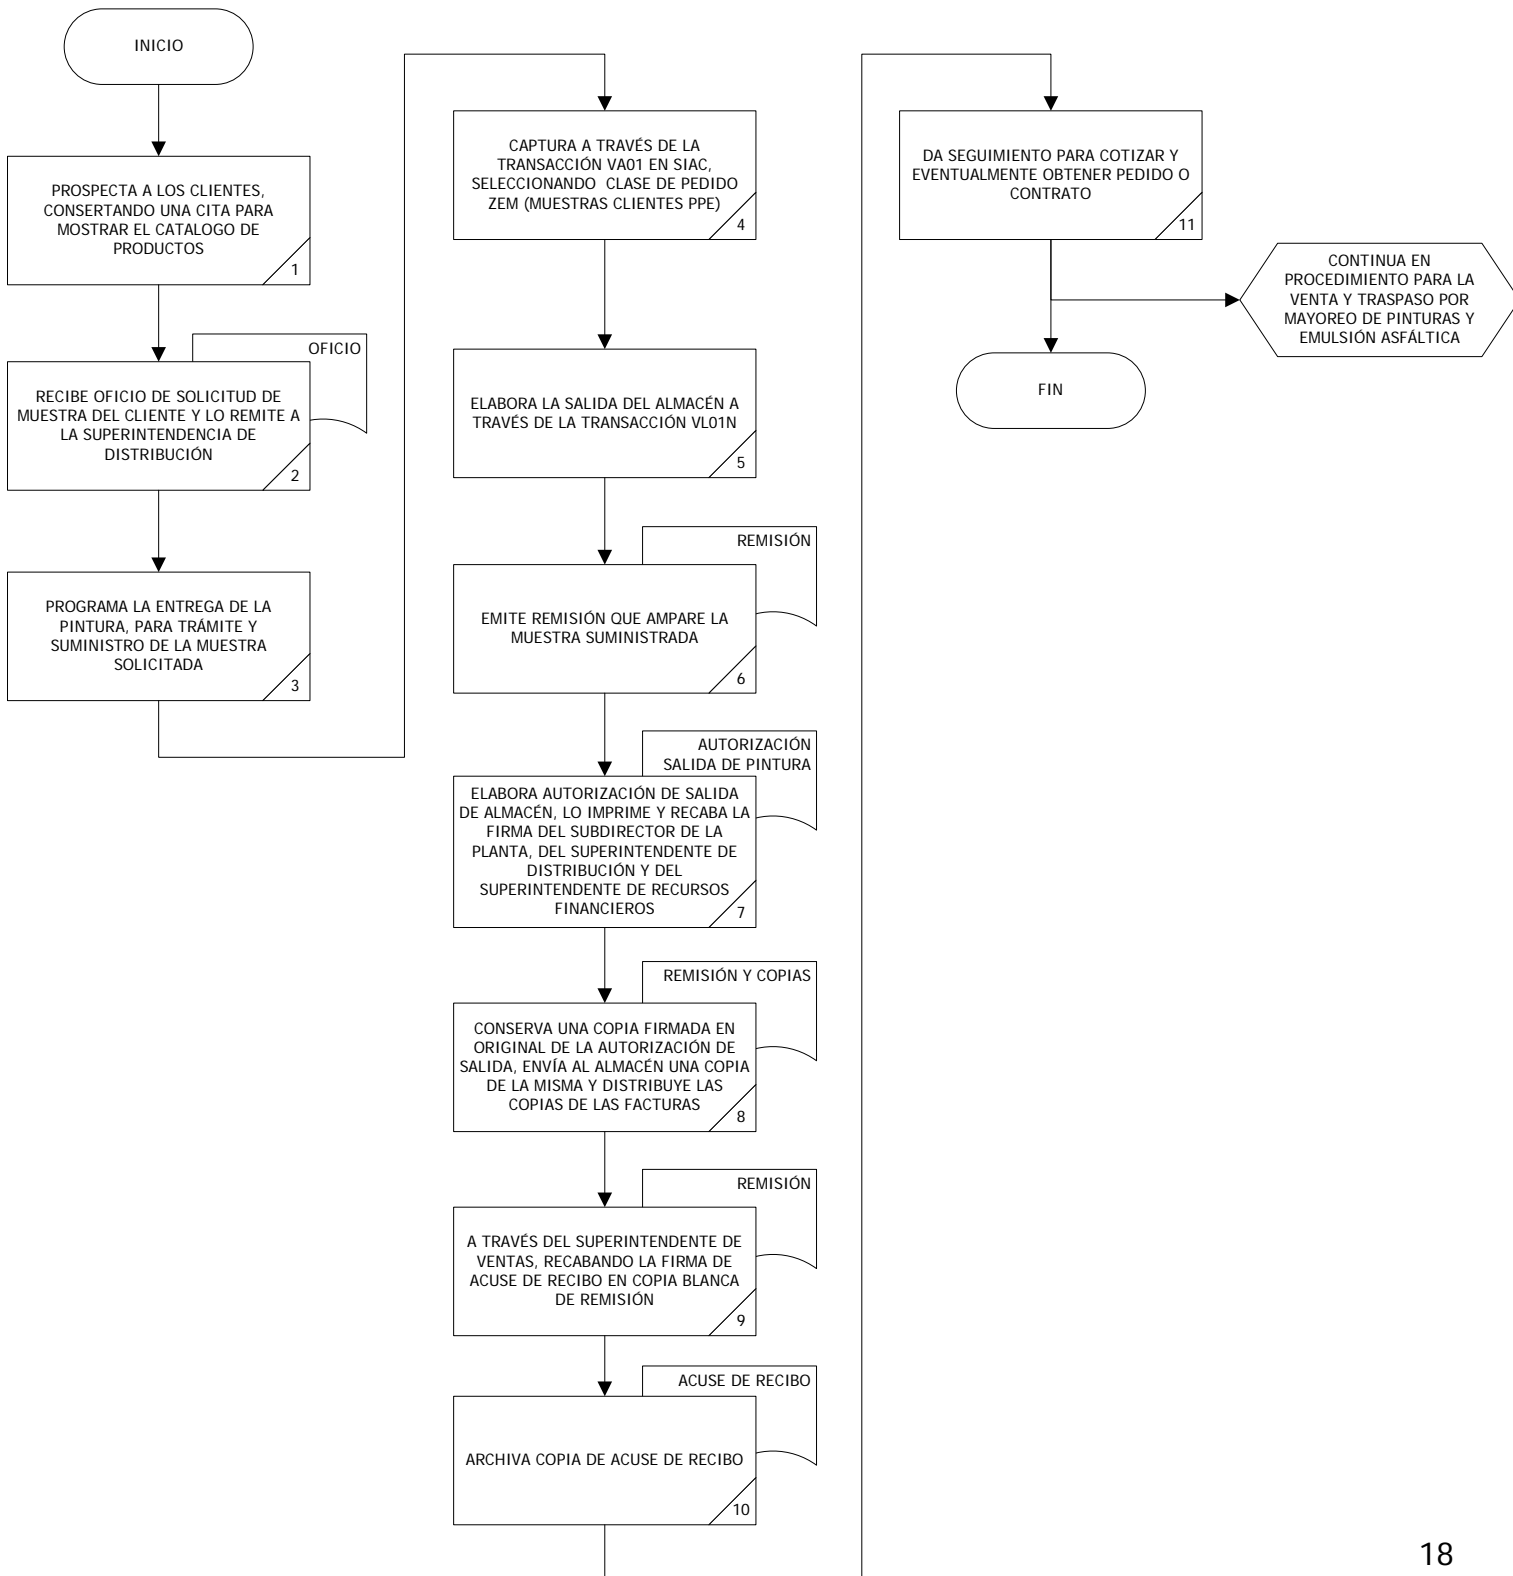 INICIO
PROSPECTA A LOS CLIENTES,
CONSERTANDO UNA CITA PARA
MOSTRAR EL CATALOGO DE
PRODUCTOS
1
OFICIO
RECIBE OFICIO DE SOLICITUD DE
MUESTRA DEL CLIENTE Y LO REMITE A
LA SUPERINTENDENCIA DE
DISTRIBUCIÓN
2
PROGRAMA LA ENTREGA DE LA
PINTURA, PARA TRÁMITE Y
SUMINISTRO DE LA MUESTRA
SOLICITADA
3
CAPTURA A TRAVÉS DE LA
TRANSACCIÓN VA01 EN SIAC,
SELECCIONANDO CLASE DE PEDIDO
ZEM (MUESTRAS CLIENTES PPE)
4
ELABORA LA SALIDA DEL ALMACÉN A
TRAVÉS DE LA TRANSACCIÓN VL01N
5
REMISIÓN
EMITE REMISIÓN QUE AMPARE LA
MUESTRA SUMINISTRADA
6
AUTORIZACIÓN
SALIDA DE PINTURA
ELABORA AUTORIZACIÓN DE SALIDA
DE ALMACÉN, LO IMPRIME Y RECABA LA
FIRMA DEL SUBDIRECTOR DE LA
PLANTA, DEL SUPERINTENDENTE DE
DISTRIBUCIÓN Y DEL
SUPERINTENDENTE DE RECURSOS
FINANCIEROS
7
REMISIÓN Y COPIAS
CONSERVA UNA COPIA FIRMADA EN
ORIGINAL DE LA AUTORIZACIÓN DE
SALIDA, ENVÍA AL ALMACÉN UNA COPIA
DE LA MISMA Y DISTRIBUYE LAS
COPIAS DE LAS FACTURAS
8
REMISIÓN
A TRAVÉS DEL SUPERINTENDENTE DE
VENTAS, RECABANDO LA FIRMA DE
ACUSE DE RECIBO EN COPIA BLANCA
DE REMISIÓN
9
ACUSE DE RECIBO
ARCHIVA COPIA DE ACUSE DE RECIBO
10
DA SEGUIMIENTO PARA COTIZAR Y
EVENTUALMENTE OBTENER PEDIDO O
CONTRATO
11
CONTINUA EN
PROCEDIMIENTO PARA LA
VENTA Y TRASPASO POR
MAYOREO DE PINTURAS Y
EMULSIÓN ASFÁLTICA
FIN
18